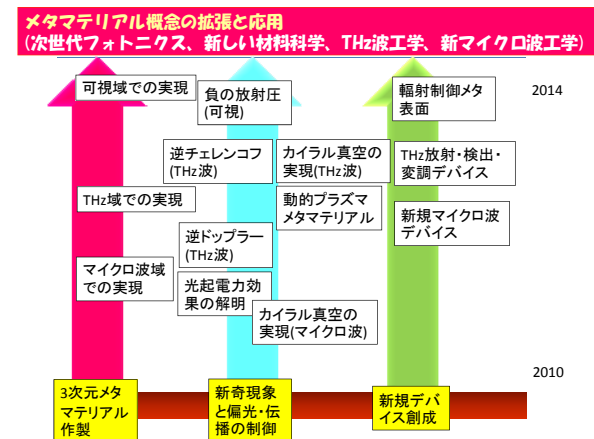 メタマテリアル概念の拡張と応用
(次世代フォトニクス、新しい材料科学、THz波工学、新マイクロ波工学)
可視域での実現
負の放射圧
(可視)
輻射制御メタ
表面
2014
逆チェレンコフ
(THz波)
カイラル真空の
実現(THz波)
THz放射・検出・
変調デバイス
THz域での実現
動的プラズマ
メタマテリアル
新規マイクロ波
デバイス
逆ドップラー
(THz波)
マイクロ波域
での実現
光起電力効
果の解明
カイラル真空の
実現(マイクロ波)
2010
3次元メタ
マテリアル
作製
新奇現象
と偏光・伝
播の制御
新規デバ
イス創成